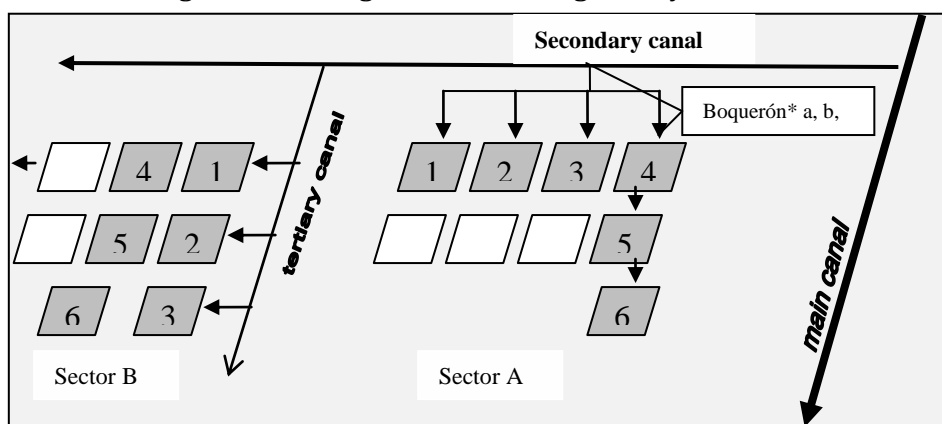 Secondary canal
Boquerón* a, b,
4 1
1 2 3 4
5 2
5
6 3
6
tertiary canal
main canal
Sector B
Sector A